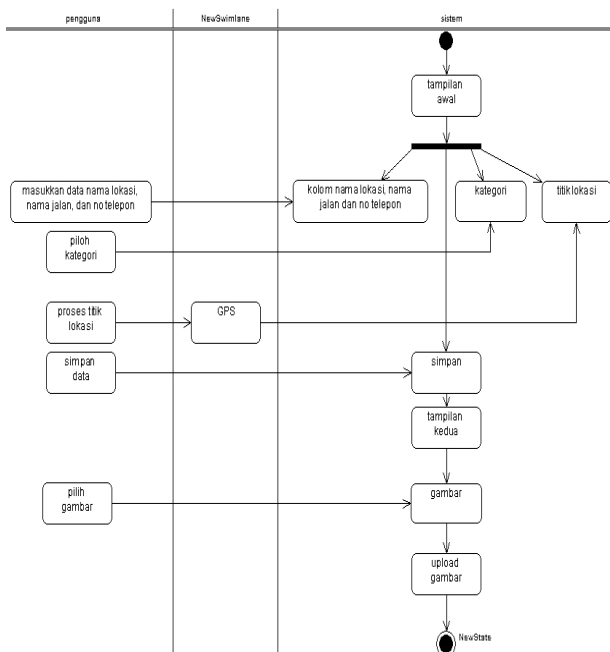 pengguna
NewSwimlane
sistem
tampilan
awal
masukkan data nama lokasi,
nama jalan, dan no telepon
kolom nama lokasi, nama
jalan dan no telepon
kategori
titik lokasi
piloh
kategori
proses titik
lokasi
GPS
simpan
data
simpan
tampilan
kedua
pilih
gambar
gambar
upload
gambar
NewState